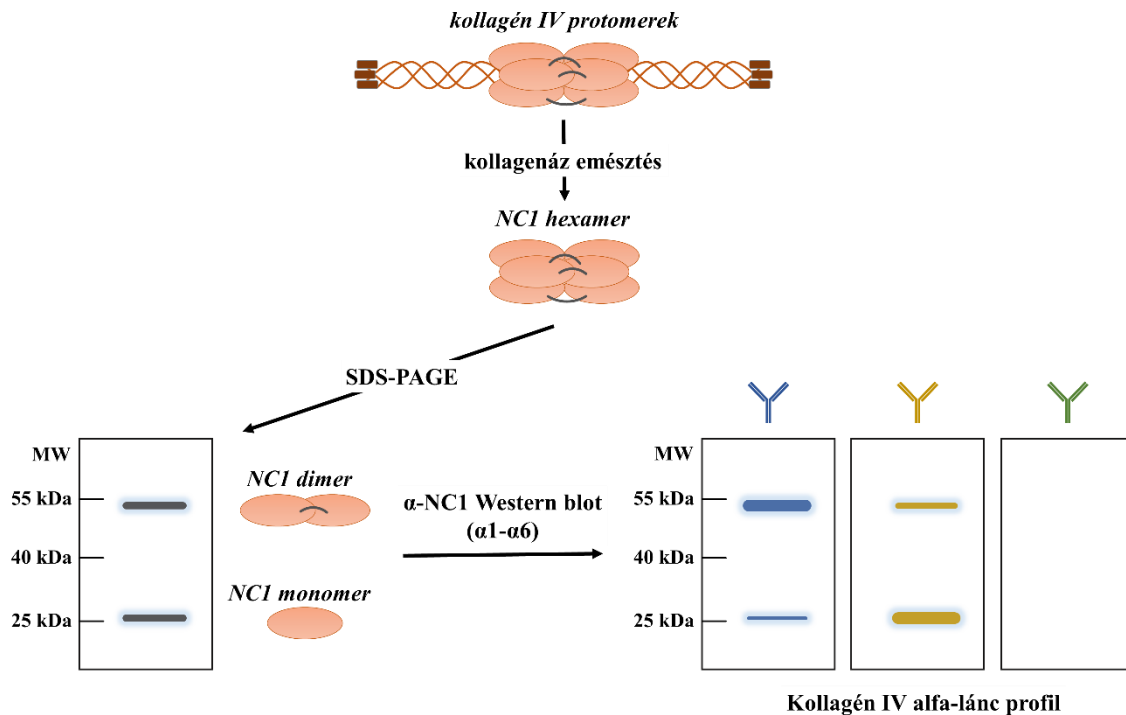 kollagén IV protomerek
kollagenáz emésztés
NC1 hexamer
SDS-PAGE
MW
55 kDa
40 kDa
25 kDa
NC1 dimer
NC1 monomer
α-NC1 Western blot
(α1-α6)
MW
55 kDa
40 kDa
25 kDa
Kollagén IV alfa-lánc profil